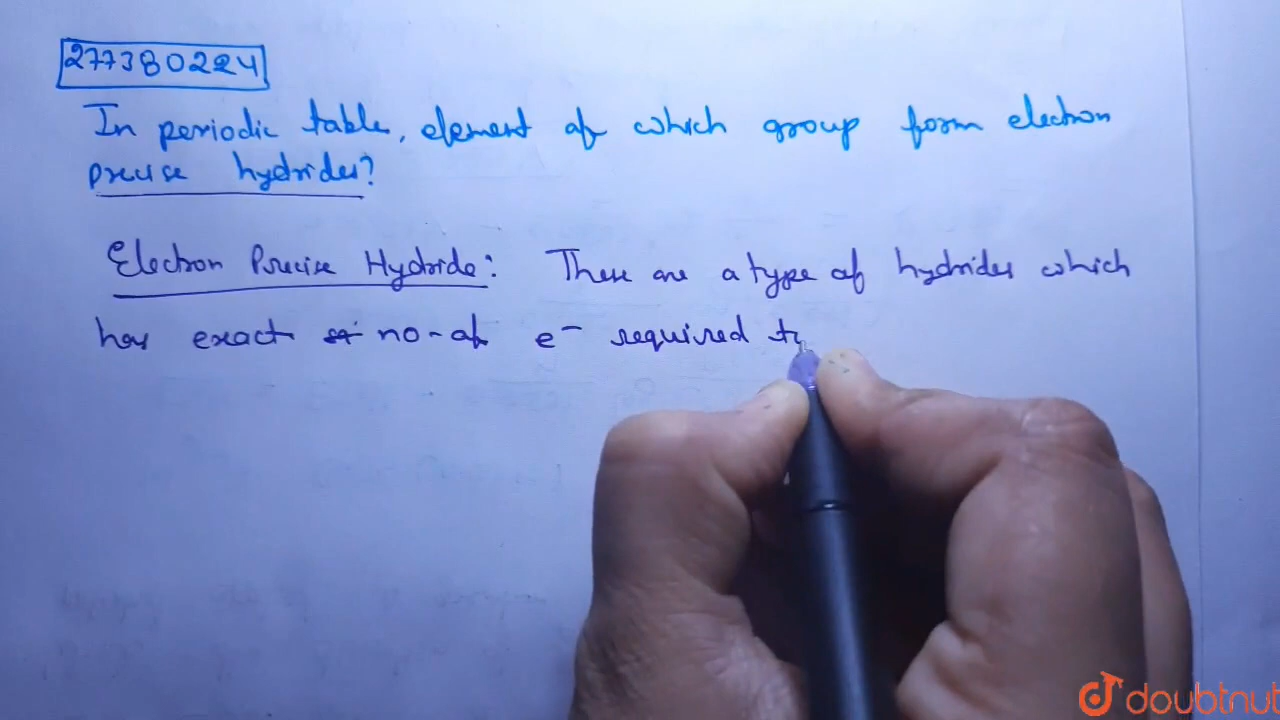 277380224
In periodic table, element of which group form electron
precise hydrides?
Electron Precise Hydride: These are a type of hydrides which
has exact no-of e⁻ required to
doubtnut